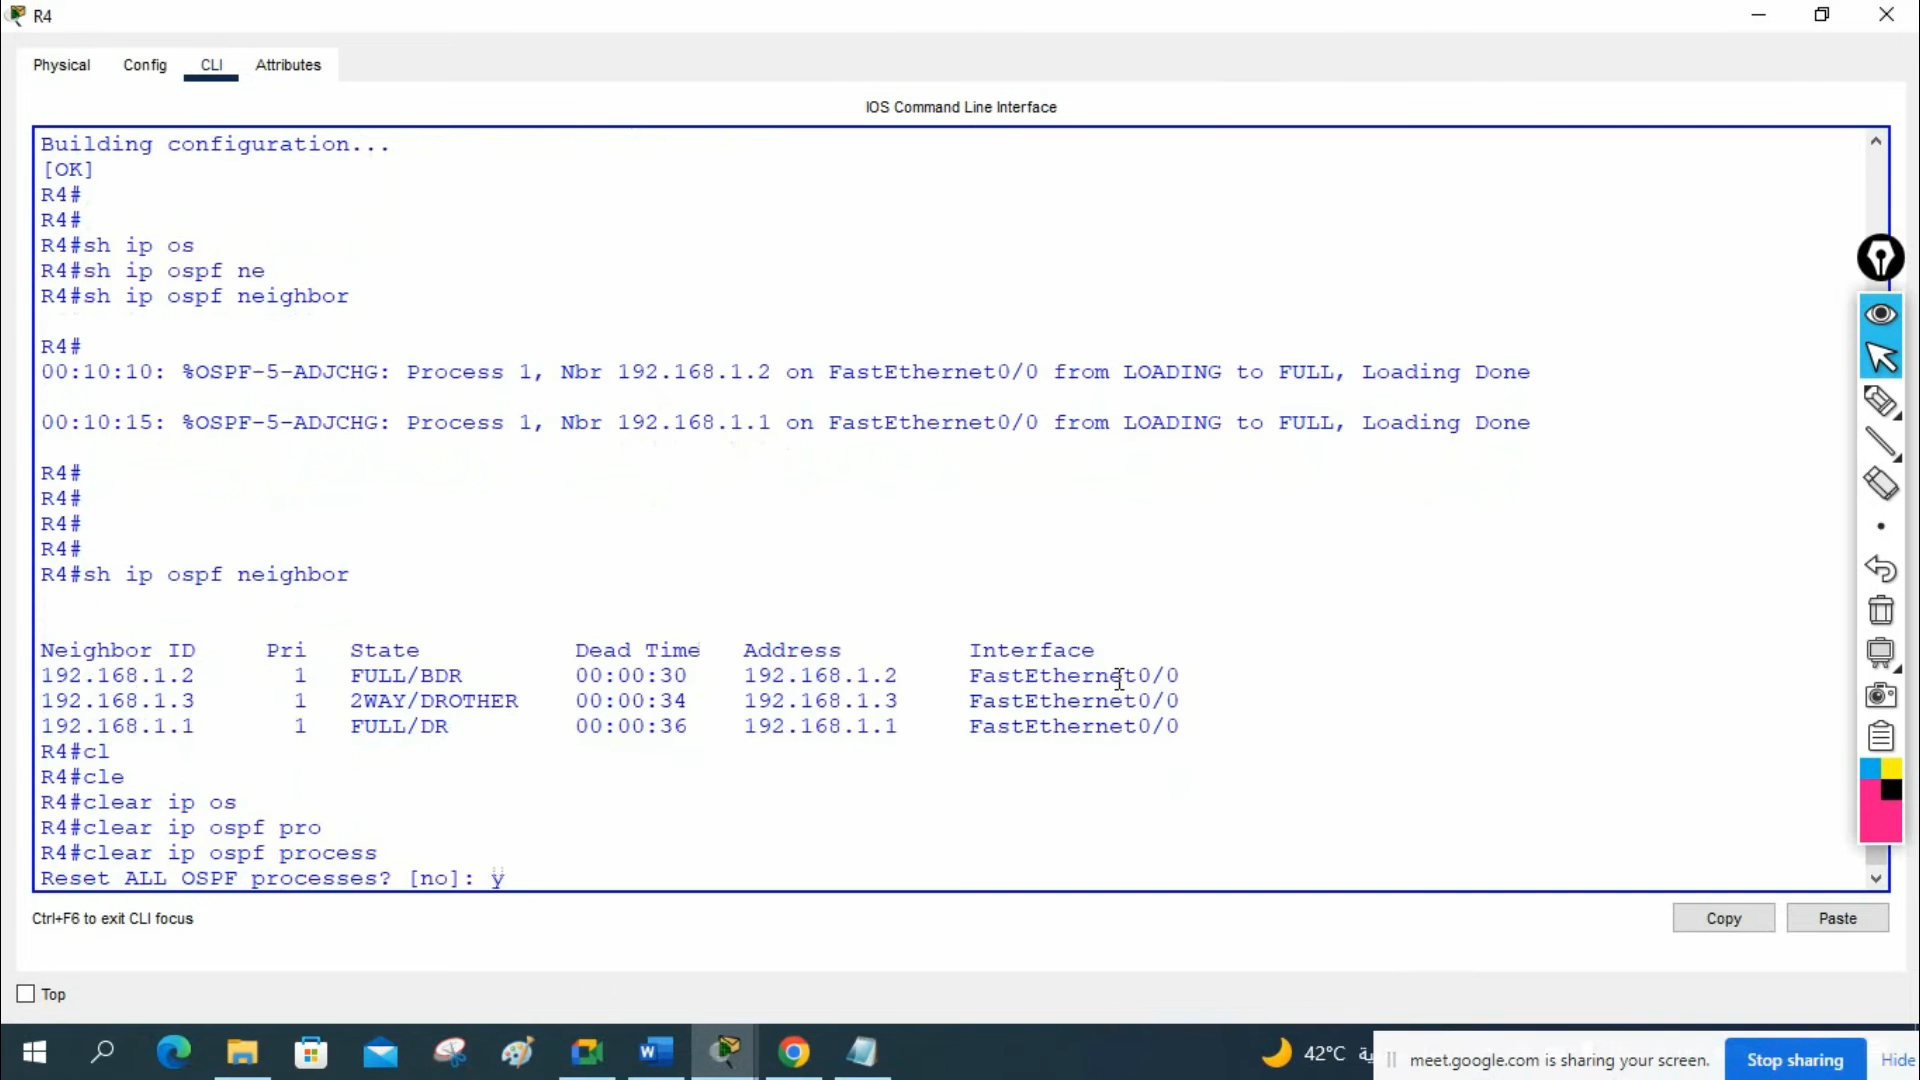 R4
Physical Config CLI Attributes
IOS Command Line Interface
Building configuration...
[OK]
R4#
R4#
R4#sh ip os
R4#sh ip ospf ne
R4#sh ip ospf neighbor
R4#
00:10:10: %OSPF-5-ADJCHG: Process 1, Nbr 192.168.1.2 on FastEthernet0/0 from LOADING to FULL, Loading Done
00:10:15: %OSPF-5-ADJCHG: Process 1, Nbr 192.168.1.1 on FastEthernet0/0 from LOADING to FULL, Loading Done
R4#
R4#
R4#
R4#
R4#sh ip ospf neighbor
Neighbor ID Pri State Dead Time Address Interface
192.168.1.2 1 FULL/BDR 00:00:30 192.168.1.2 FastEthernet0/0
192.168.1.3 1 2WAY/DROTHER 00:00:34 192.168.1.3 FastEthernet0/0
192.168.1.1 1 FULL/DR 00:00:36 192.168.1.1 FastEthernet0/0
R4#cl
R4#cle
R4#clear ip os
R4#clear ip ospf pro
R4#clear ip ospf process
Reset ALL OSPF processes? [no]: y
Ctrl+F6 to exit CLI focus
Copy Paste
Top
42°C
meet.google.com is sharing your screen. Stop sharing Hide